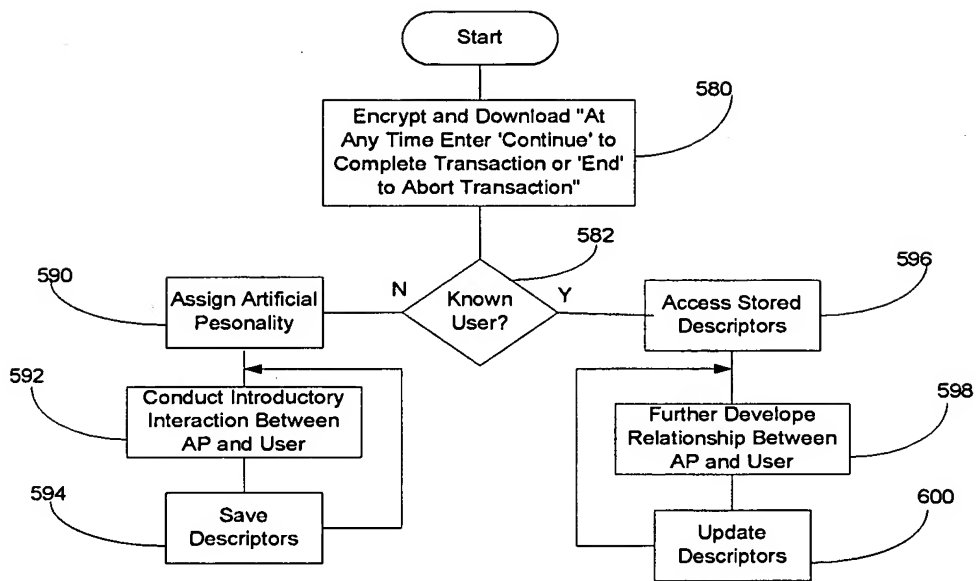 Start
580
Encrypt and Download "At
Any Time Enter 'Continue' to
Complete Transaction or 'End'
to Abort Transaction"
582
590
596
Assign Artificial
Pesonality
N
Known
User?
Y
Access Stored
Descriptors
592
Conduct Introductory
Interaction Between
AP and User
598
Further Develope
Relationship Between
AP and User
594
Save
Descriptors
600
Update
Descriptors